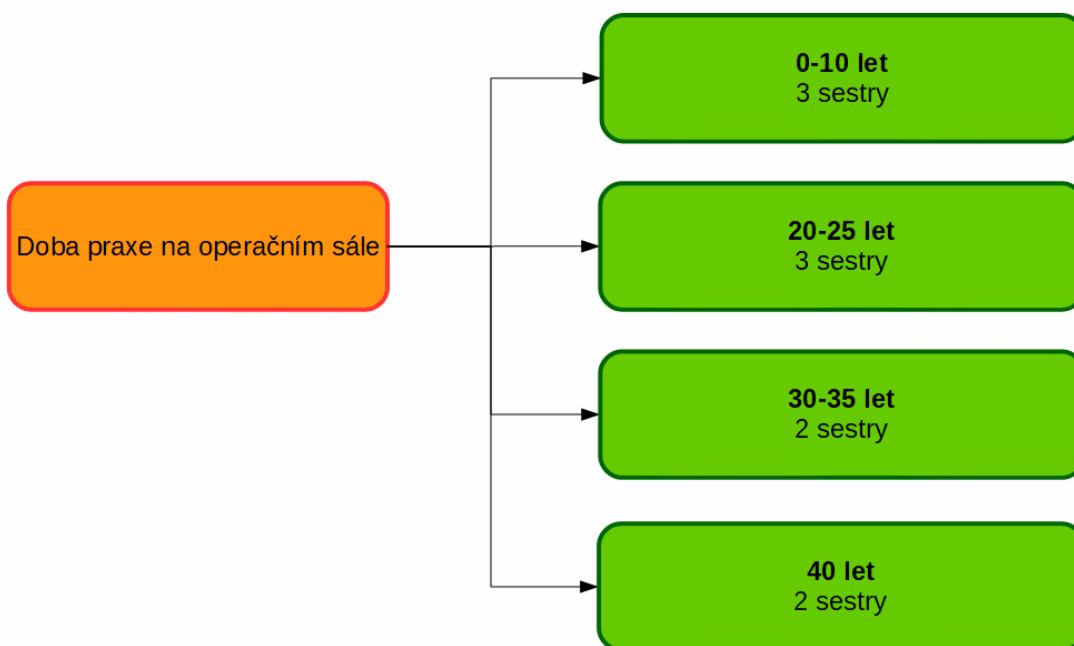 Doba praxe na operačním sále
0-10 let
3 sestry
20-25 let
3 sestry
30-35 let
2 sestry
40 let
2 sestry